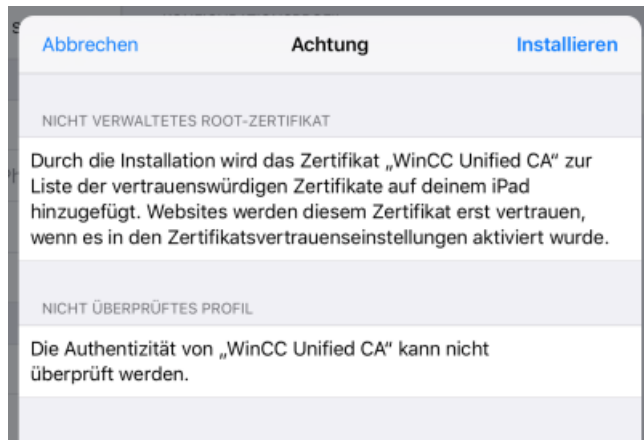 Abbrechen Achtung Installieren
NICHT VERWALTETES ROOT-ZERTIFIKAT
Durch die Installation wird das Zertifikat „WinCC Unified CA“ zur
Liste der vertrauenswürdigen Zertifikate auf deinem iPad
hinzugefügt. Websites werden diesem Zertifikat erst vertrauen,
wenn es in den Zertifikatsvertrauenseinstellungen aktiviert wurde.
NICHT ÜBERPRÜFTES PROFIL
Die Authentizität von „WinCC Unified CA“ kann nicht
überprüft werden.